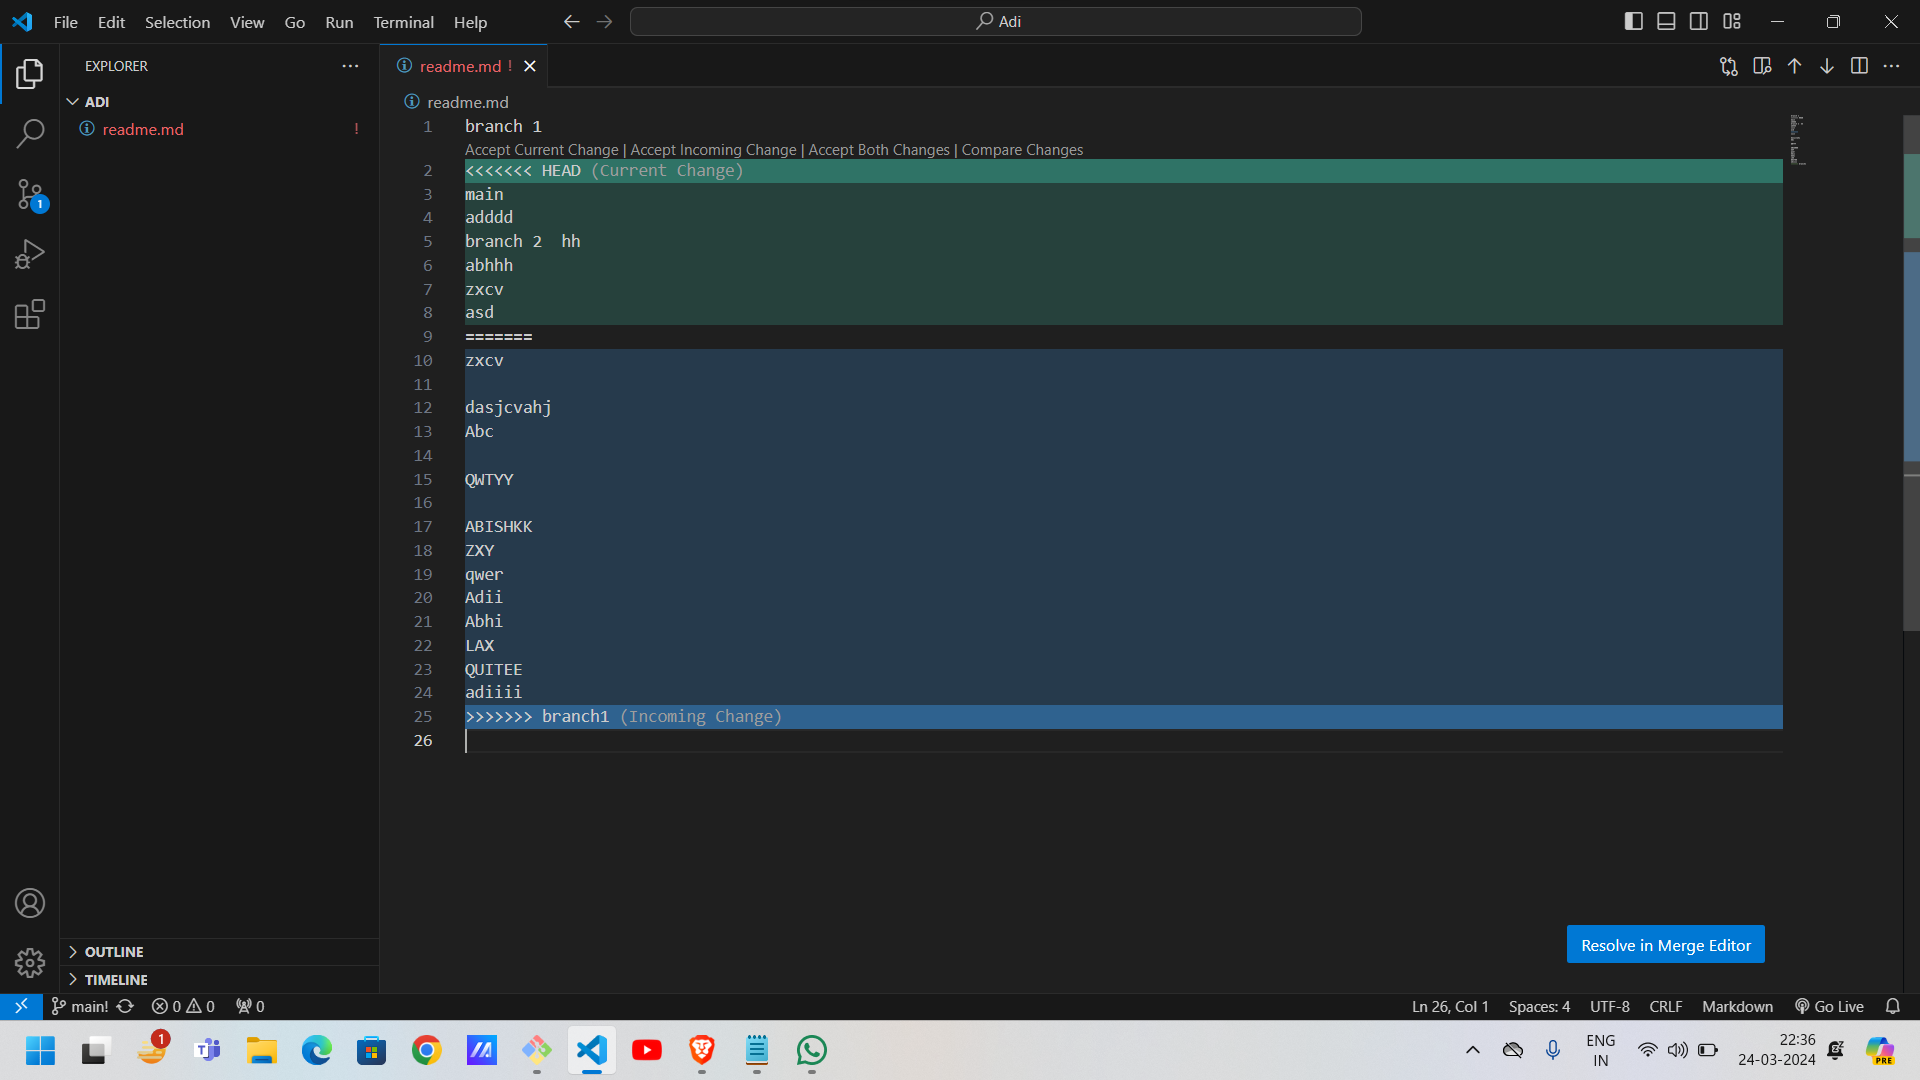 File Edit Selection View Go Run Terminal Help
Adi
EXPLORER
ADI
readme.md !
readme.md !
readme.md
1 branch 1
Accept Current Change | Accept Incoming Change | Accept Both Changes | Compare Changes
2 <<<<<<< HEAD (Current Change)
3 main
4 adddd
5 branch 2  hh
6 abhhh
7 zxcv
8 asd
9 =======
10 zxcv
11
12 dasjcvahj
13 Abc
14
15 QWTYY
16
17 ABISHKK
18 ZXY
19 qwer
20 Adii
21 Abhi
22 LAX
23 QUITEE
24 adiiii
25 >>>>>>> branch1 (Incoming Change)
26
1
Resolve in Merge Editor
OUTLINE
TIMELINE
main! 0 0 0
Ln 26, Col 1 Spaces: 4 UTF-8 CRLF Markdown Go Live
1
ENG
IN
22:36
24-03-2024
PRE